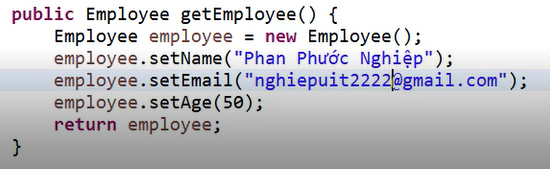 public Employee getEmployee() {
Employee employee = new Employee();
employee.setName("Phan Phước Nghiệp");
employee.setEmail("nghiepuit2222@gmail.com");
employee.setAge(50);
return employee;
}